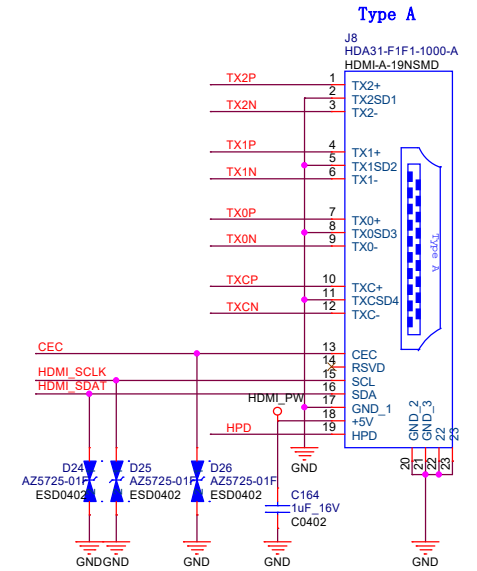 Type A
J8
HDA31-F1F1-1000-A
HDMI-A-19NSMD
TX2P 1 TX2+
2 TX2SD1
TX2N 3 TX2-
TX1P 4 TX1+
5 TX1SD2
TX1N 6 TX1-
TX0P 7 TX0+
8 TX0SD3
TX0N 9 TX0-
Type A
TXCP 10 TXC+
11 TXCSD4
TXCN 12 TXC-
CEC 13 CEC
14 RSVD
HDMI_SCLK 15 SCL
HDMI_SDAT 16 SDA
HDMI_PW 17 GND_1
18 +5V
HPD 19 HPD
GND_2 GND_3 22 23
20 21 22 23
GND
D24 D25 D26
AZ5725-01F AZ5725-01F AZ5725-01F
ESD0402 ESD0402 ESD0402
C164
1uF_16V
C0402
GND GND GND GND GND